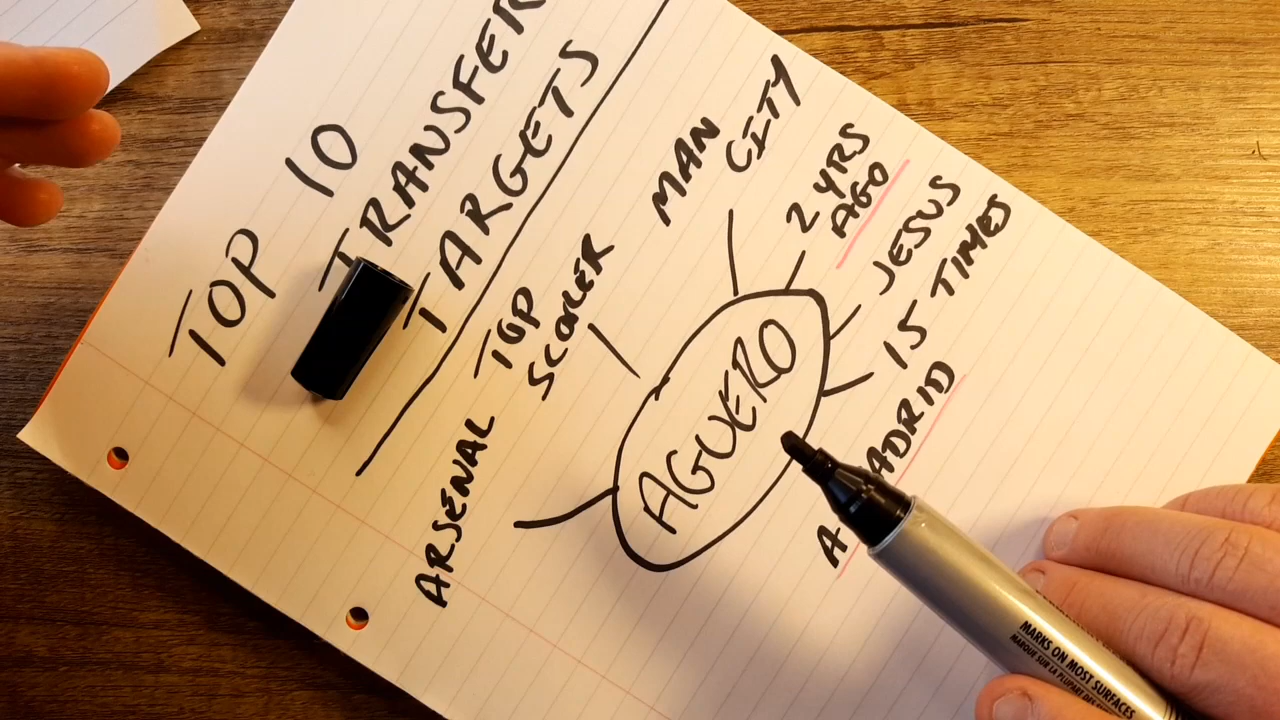 TOP 10
TRANSFER
TARGETS
MAN
CITY
2 YRS
AGO
JESUS
15 TIMES
TOP
SCORER
ARSENAL
AGUERO
MARKS ON MOST SURFACES